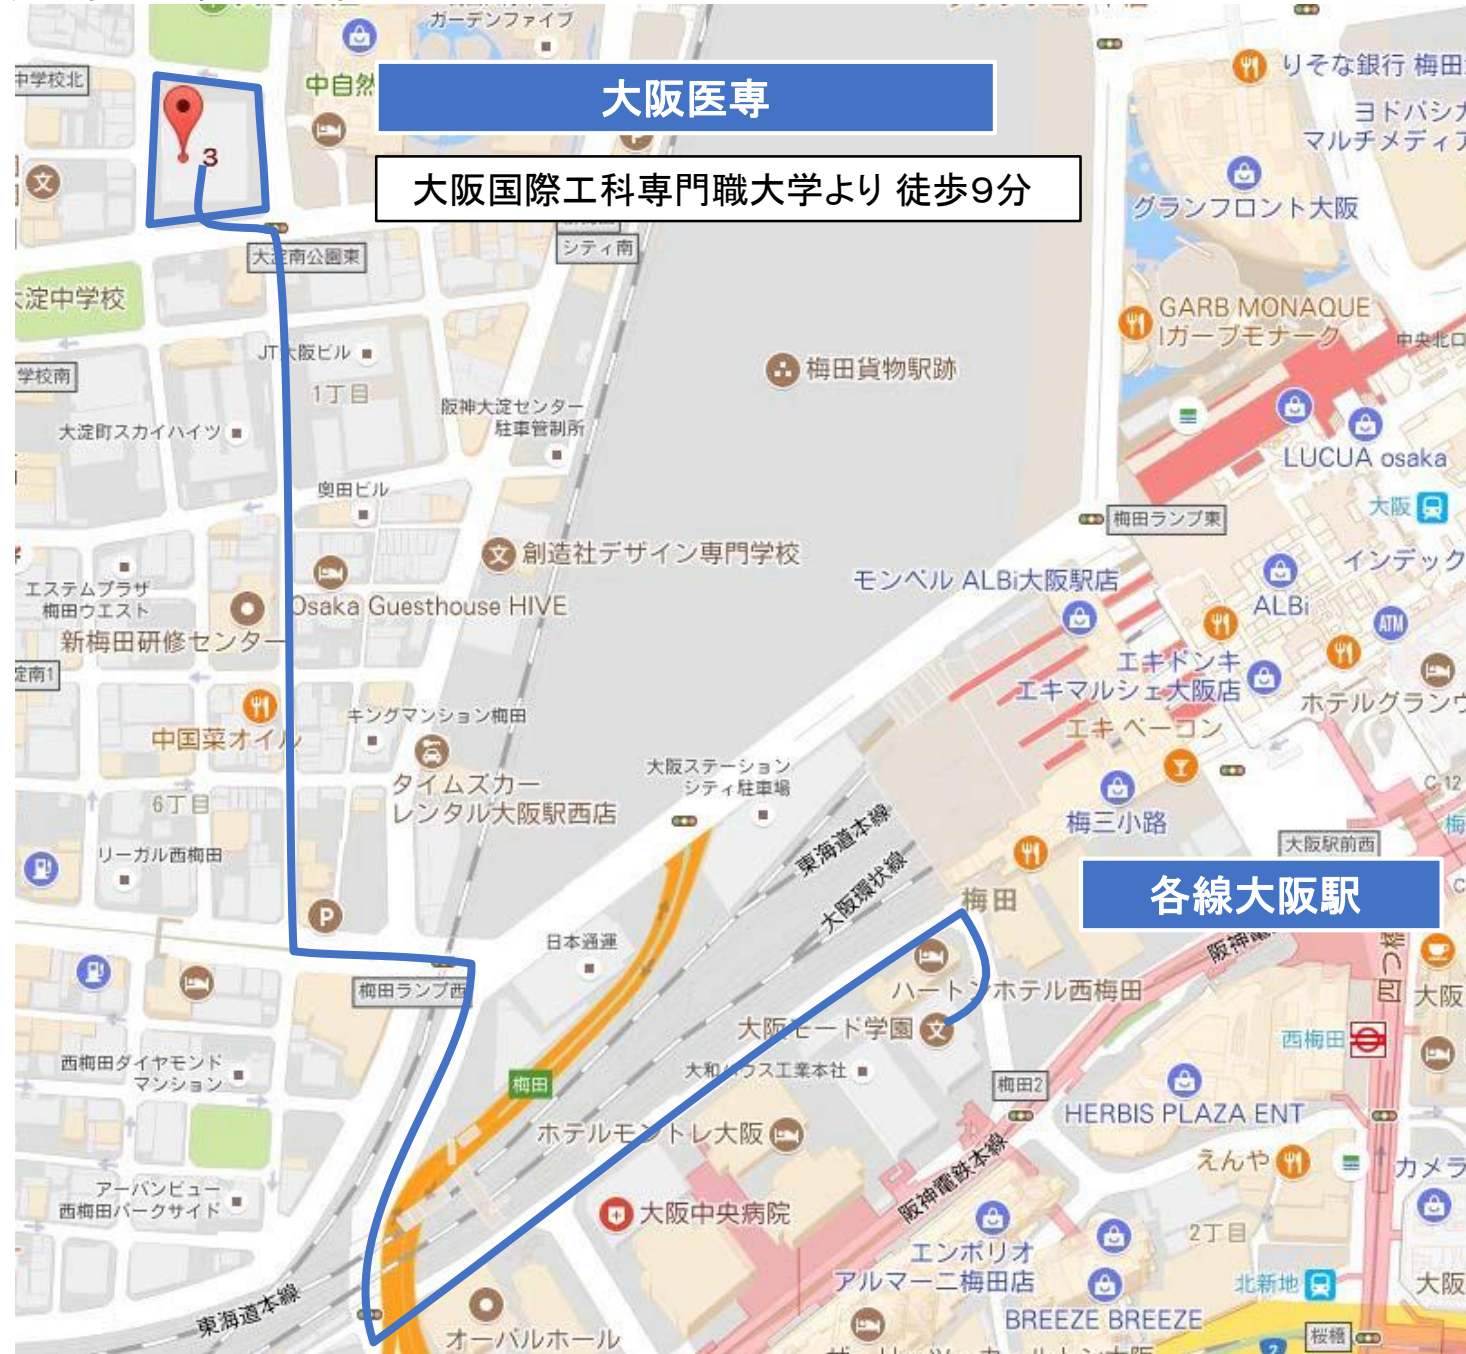 ガーデンファイブ
中学校北
中自然
大阪医専
りそな銀行 梅田
ヨドバシカ
マルチメディア
3
大阪国際工科専門職大学より 徒歩9分
グランフロント大阪
シティ南
大淀南公園東
大淀中学校
GARB MONAQUE
ガーブモナーク
中央北口
JT大阪ビル
梅田貨物駅跡
学校南
1丁目
阪神大淀センター
駐車管制所
大淀町スカイハイツ
LUCUA osaka
奥田ビル
大阪
梅田ランプ東
創造社デザイン専門学校
インデック
エステムプラザ
梅田ウエスト
モンベル ALBi大阪駅店
Osaka Guesthouse HIVE
ALBi
ATM
新梅田研修センター
淀南1
エキドンキ
エキマルシェ大阪店
ホテルグランヴ
キングマンション梅田
中国菜オイル
エキ ベーコン
大阪ステーション
シティ駐車場
タイムズカー
レンタル大阪駅西店
6丁目
C-12
梅三小路
梅
東海道本線
大阪駅前西
リーガル西梅田
大阪環状線
各線大阪駅
梅田
P
日本通運
阪神電
四つ橋
梅田ランプ西
ハートンホテル西梅田
大阪
大阪モード学園
西梅田
西梅田ダイヤモンド
マンション
大和ハウス工業本社
梅田
梅田2
HERBIS PLAZA ENT
ホテルモントレ大阪
えんや
カメラ
阪神電鉄本線
アーバンビュー
西梅田パークサイド
大阪中央病院
2丁目
エンポリオ
アルマーニ梅田店
北新地
大阪
東海道本線
BREEZE BREEZE
オーバルホール
桜橋
2